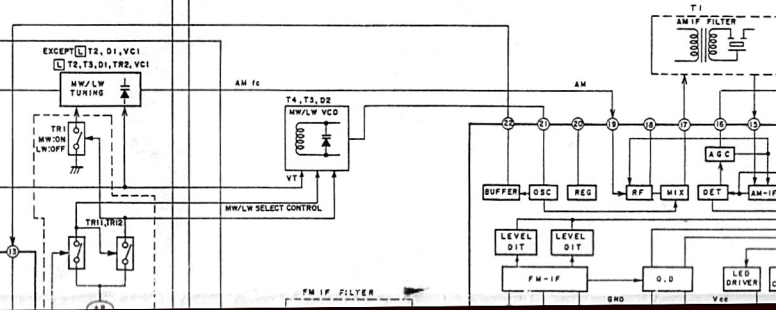 T1
AM IF FILTER
EXCEPT L T2, D1, VC1
L T2, T3, D1, TR2, VC1
MW/LW
TUNING
AM fc
AM
T4, T3, D2
MW/LW VCO
TR1
MW:ON
LW:OFF
VT
22
21
20
19
18
17
16
15
AGC
BUFFER
OSC
REG
RF
MIX
DET
AM-IF
MW/LW SELECT CONTROL
TR11, TR12
13
LEVEL
DIT
LEVEL
DIT
FM-IF
Q.D
LED
DRIVER
GND
Vcc
FM IF FILTER